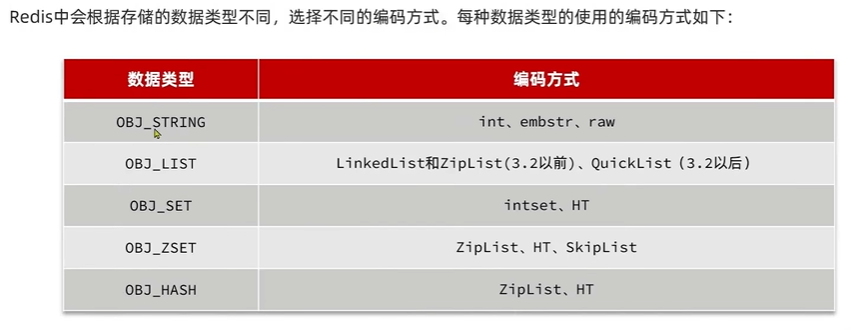 Redis中会根据存储的数据类型不同，选择不同的编码方式。每种数据类型的使用的编码方式如下：
数据类型 编码方式
OBJ_STRING int、embstr、raw
OBJ_LIST LinkedList和ZipList(3.2以前)、QuickList（3.2以后）
OBJ_SET intset、HT
OBJ_ZSET ZipList、HT、SkipList
OBJ_HASH ZipList、HT